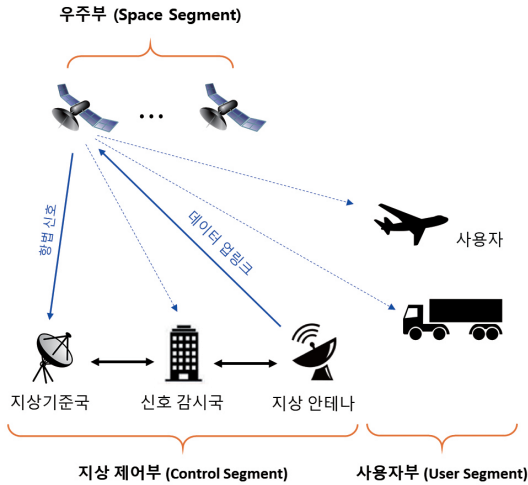 우주부 (Space Segment)
...
항법 신호
데이터 업링크
사용자
지상기준국
신호 감시국
지상 안테나
지상 제어부 (Control Segment)
사용자부 (User Segment)